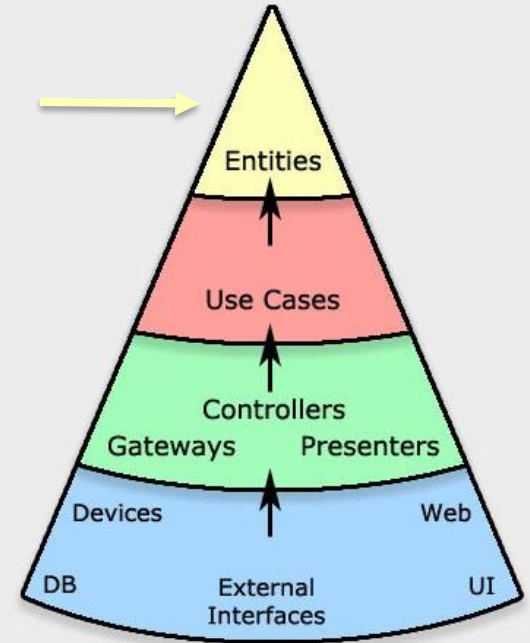 Entities
Use Cases
Controllers
Gateways Presenters
Devices Web
DB External UI
Interfaces